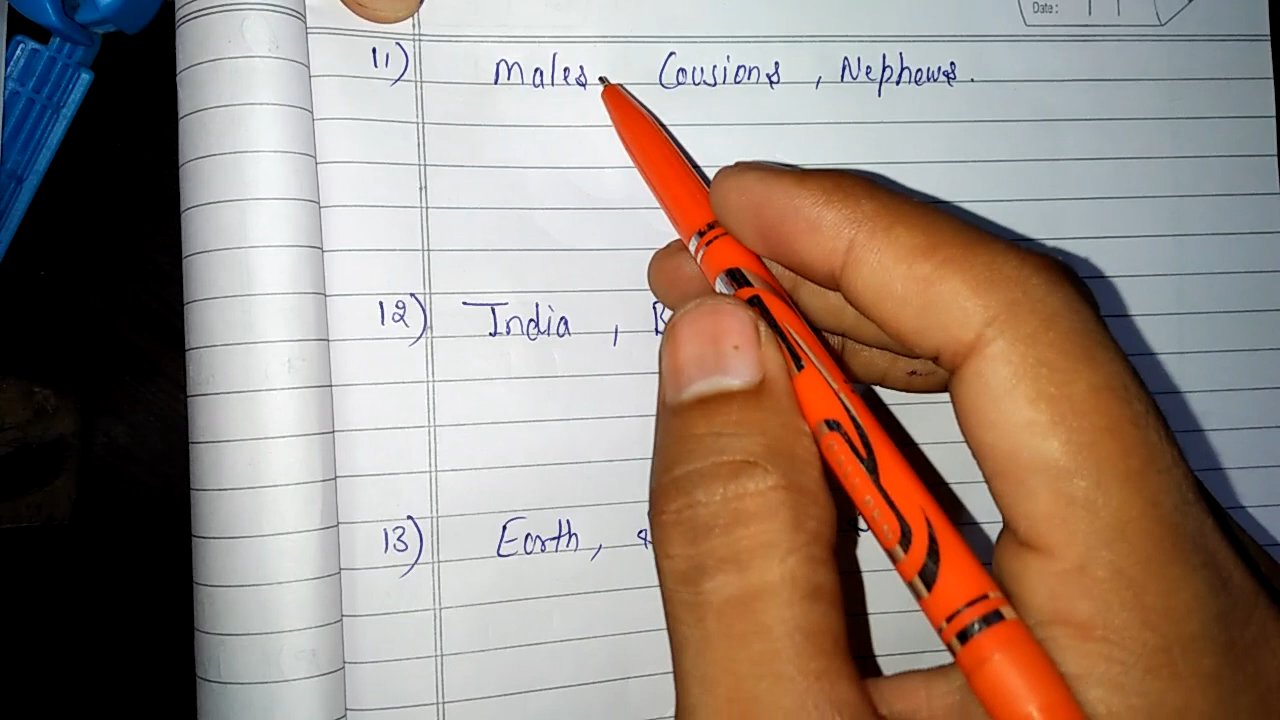 Date:
11) Males Cousions , Nephews.
12) India ,
13) Earth ,